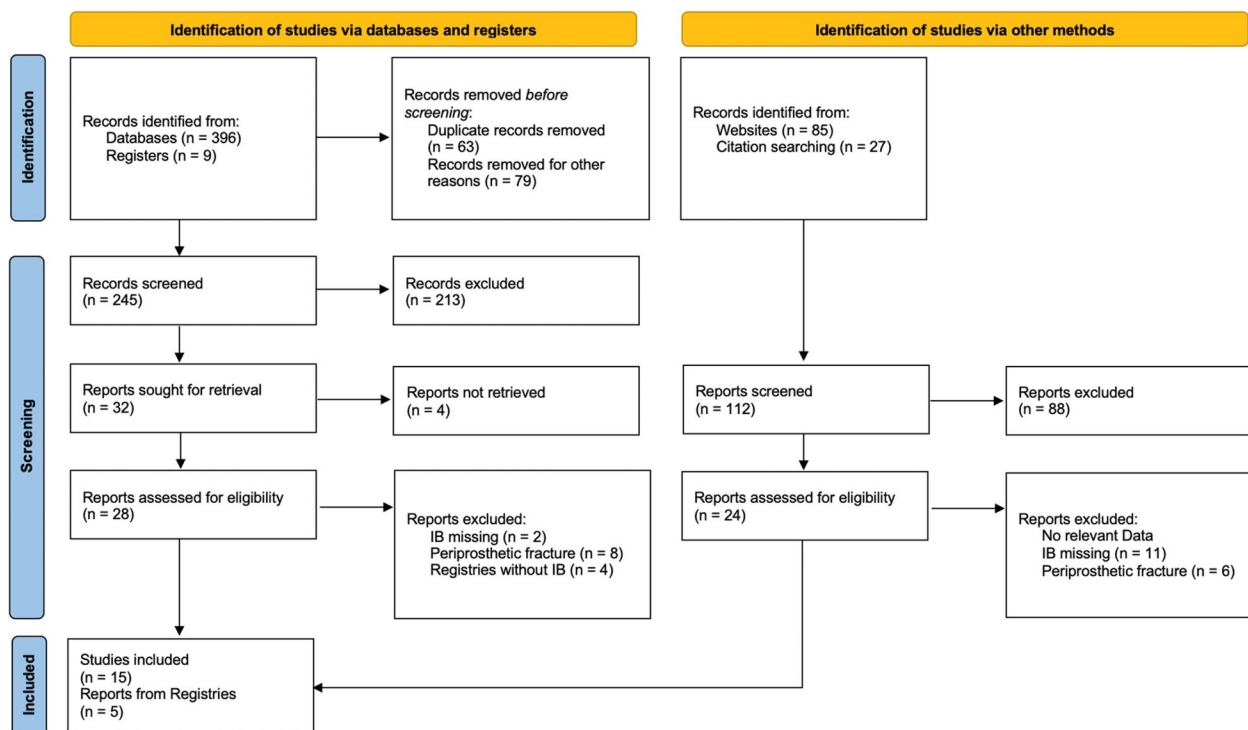 Identification of studies via databases and registers
Identification of studies via other methods
Identification
Records identified from:
Databases (n = 396)
Registers (n = 9)
Records removed before
screening:
Duplicate records removed
(n = 63)
Records removed for other
reasons (n = 79)
Records identified from:
Websites (n = 85)
Citation searching (n = 27)
Screening
Records screened
(n = 245)
Records excluded
(n = 213)
Reports sought for retrieval
(n = 32)
Reports not retrieved
(n = 4)
Reports screened
(n = 112)
Reports excluded
(n = 88)
Reports assessed for eligibility
(n = 28)
Reports excluded:
IB missing (n = 2)
Periprosthetic fracture (n = 8)
Registries without IB (n = 4)
Reports assessed for eligibility
(n = 24)
Reports excluded:
No relevant Data
IB missing (n = 11)
Periprosthetic fracture (n = 6)
Included
Studies included
(n = 15)
Reports from Registries
(n = 5)